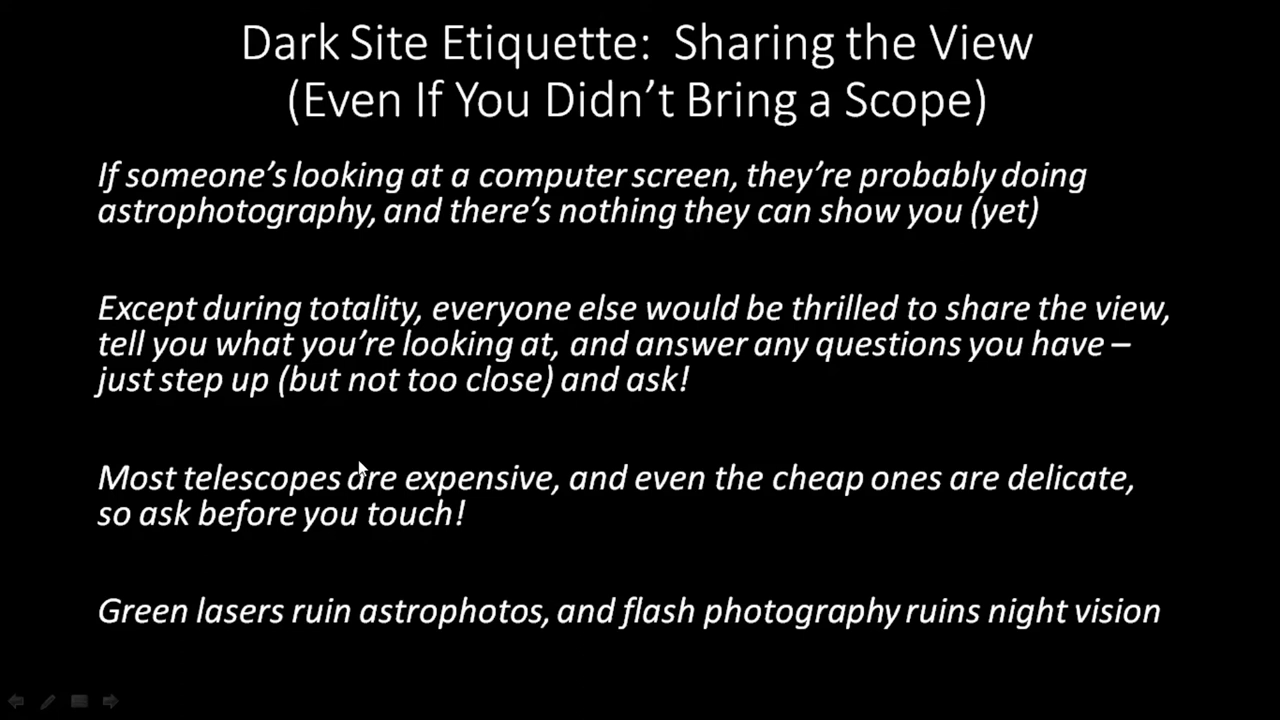 Dark Site Etiquette: Sharing the View
(Even If You Didn’t Bring a Scope)
If someone’s looking at a computer screen, they’re probably doing
astrophotography, and there’s nothing they can show you (yet)
Except during totality, everyone else would be thrilled to share the view,
tell you what you’re looking at, and answer any questions you have –
just step up (but not too close) and ask!
Most telescopes are expensive, and even the cheap ones are delicate,
so ask before you touch!
Green lasers ruin astrophotos, and flash photography ruins night vision